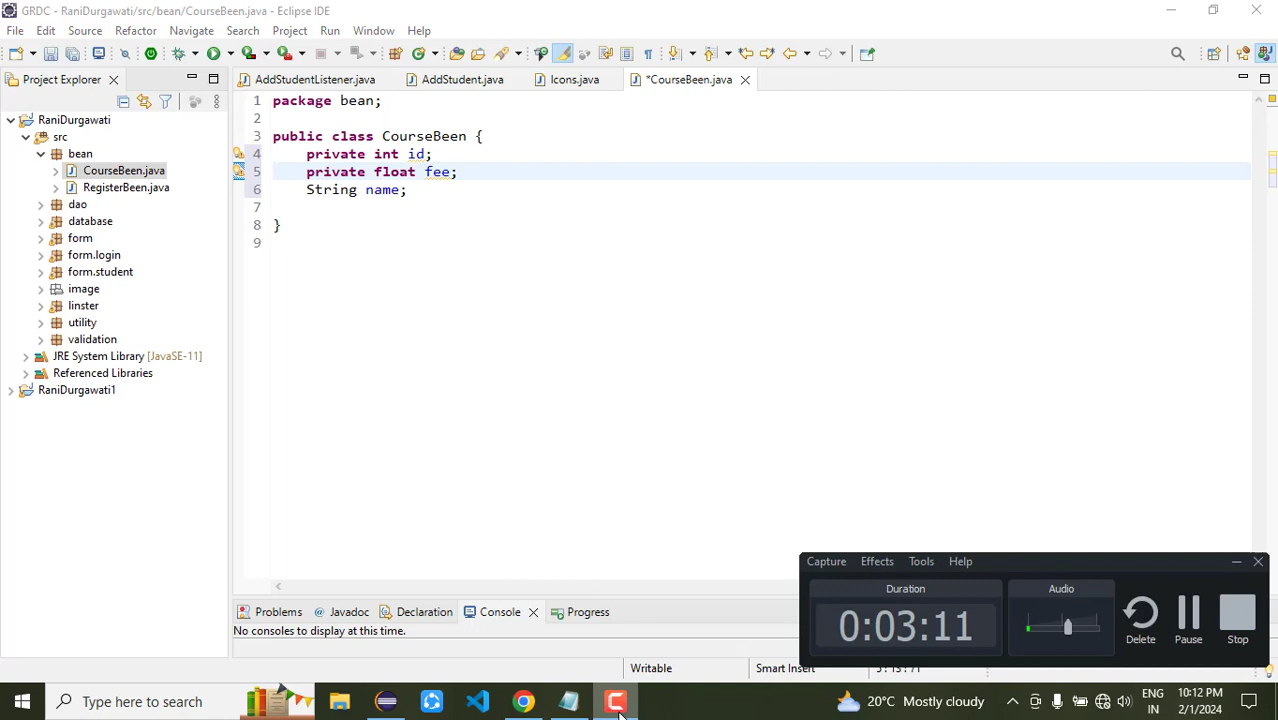 GRDC - RaniDurgawati/src/bean/CourseBeen.java - Eclipse IDE
File Edit Source Refactor Navigate Search Project Run Window Help
Project Explorer
AddStudentListener.java AddStudent.java Icons.java *CourseBeen.java
RaniDurgawati
src
bean
CourseBeen.java
RegisterBeen.java
dao
database
form
form.login
form.student
image
linster
utility
validation
JRE System Library [JavaSE-11]
Referenced Libraries
RaniDurgawati1
1 package bean;
2
3 public class CourseBeen {
4 private int id;
5 private float fee;
6 String name;
7
8 }
9
Problems Javadoc Declaration Console Progress
No consoles to display at this time.
Writable Smart Insert
Capture Effects Tools Help
Duration Audio
0:03:11
Delete Pause Stop
Type here to search
20°C Mostly cloudy
ENG
IN
10:12 PM
2/1/2024